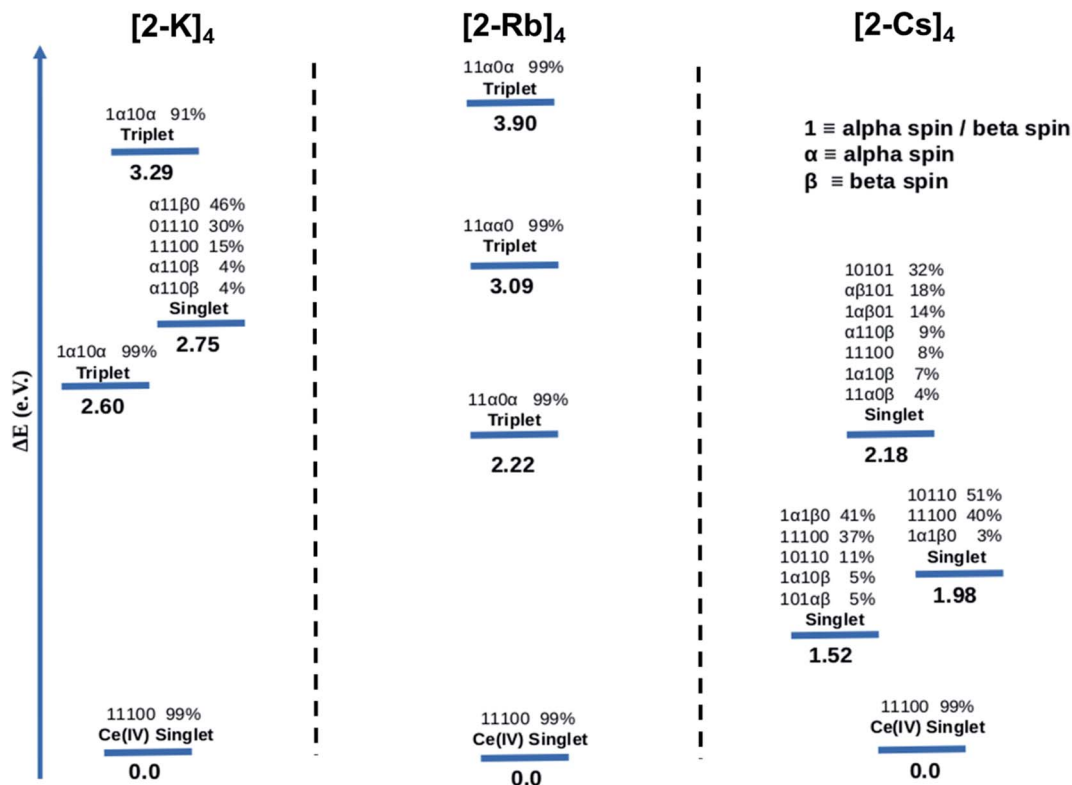 [2-K]4
[2-Rb]4
[2-Cs]4
ΔE (e.V.)
1α10α 91%
Triplet
3.29
α11β0 46%
01110 30%
11100 15%
α110β 4%
α110β 4%
Singlet
2.75
1α10α 99%
Triplet
2.60
11100 99%
Ce(IV) Singlet
0.0
11α0α 99%
Triplet
3.90
11αα0 99%
Triplet
3.09
11α0α 99%
Triplet
2.22
11100 99%
Ce(IV) Singlet
0.0
1 ≡ alpha spin / beta spin
α ≡ alpha spin
β ≡ beta spin
10101 32%
αβ101 18%
1αβ01 14%
α110β 9%
11100 8%
1α10β 7%
11α0β 4%
Singlet
2.18
1α1β0 41%
11100 37%
10110 11%
1α10β 5%
101αβ 5%
Singlet
1.52
10110 51%
11100 40%
1α1β0 3%
Singlet
1.98
11100 99%
Ce(IV) Singlet
0.0